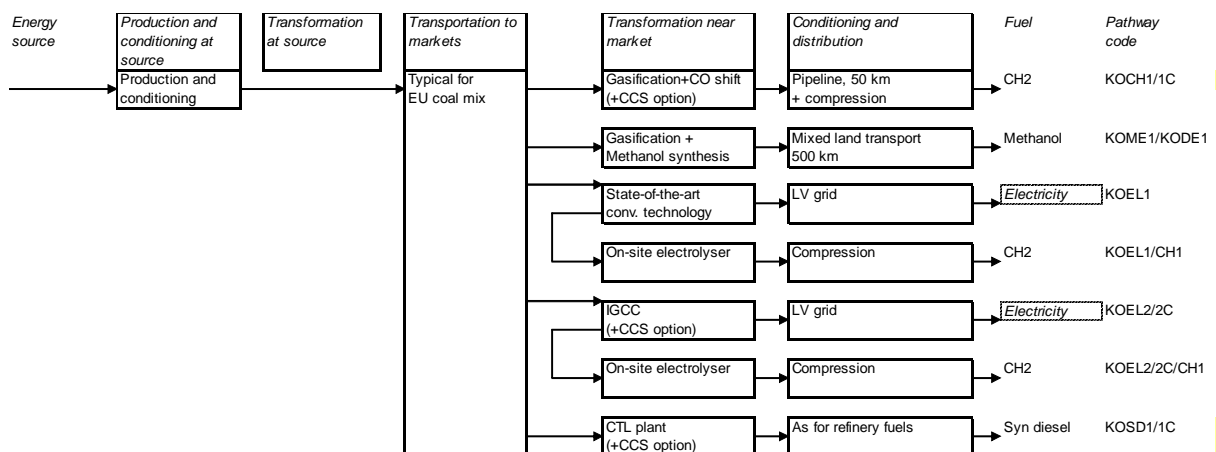 Energy source
Production and conditioning at source
Transformation at source
Transportation to markets
Transformation near market
Conditioning and distribution
Fuel
Pathway code
Production and conditioning
Typical for EU coal mix
Gasification+CO shift (+CCS option)
Pipeline, 50 km + compression
CH2
KOCH1/1C
Gasification + Methanol synthesis
Mixed land transport 500 km
Methanol
KOME1/KODE1
State-of-the-art conv. technology
LV grid
Electricity
KOEL1
On-site electrolyser
Compression
CH2
KOEL1/CH1
IGCC (+CCS option)
LV grid
Electricity
KOEL2/2C
On-site electrolyser
Compression
CH2
KOEL2/2C/CH1
CTL plant (+CCS option)
As for refinery fuels
Syn diesel
KOSD1/1C